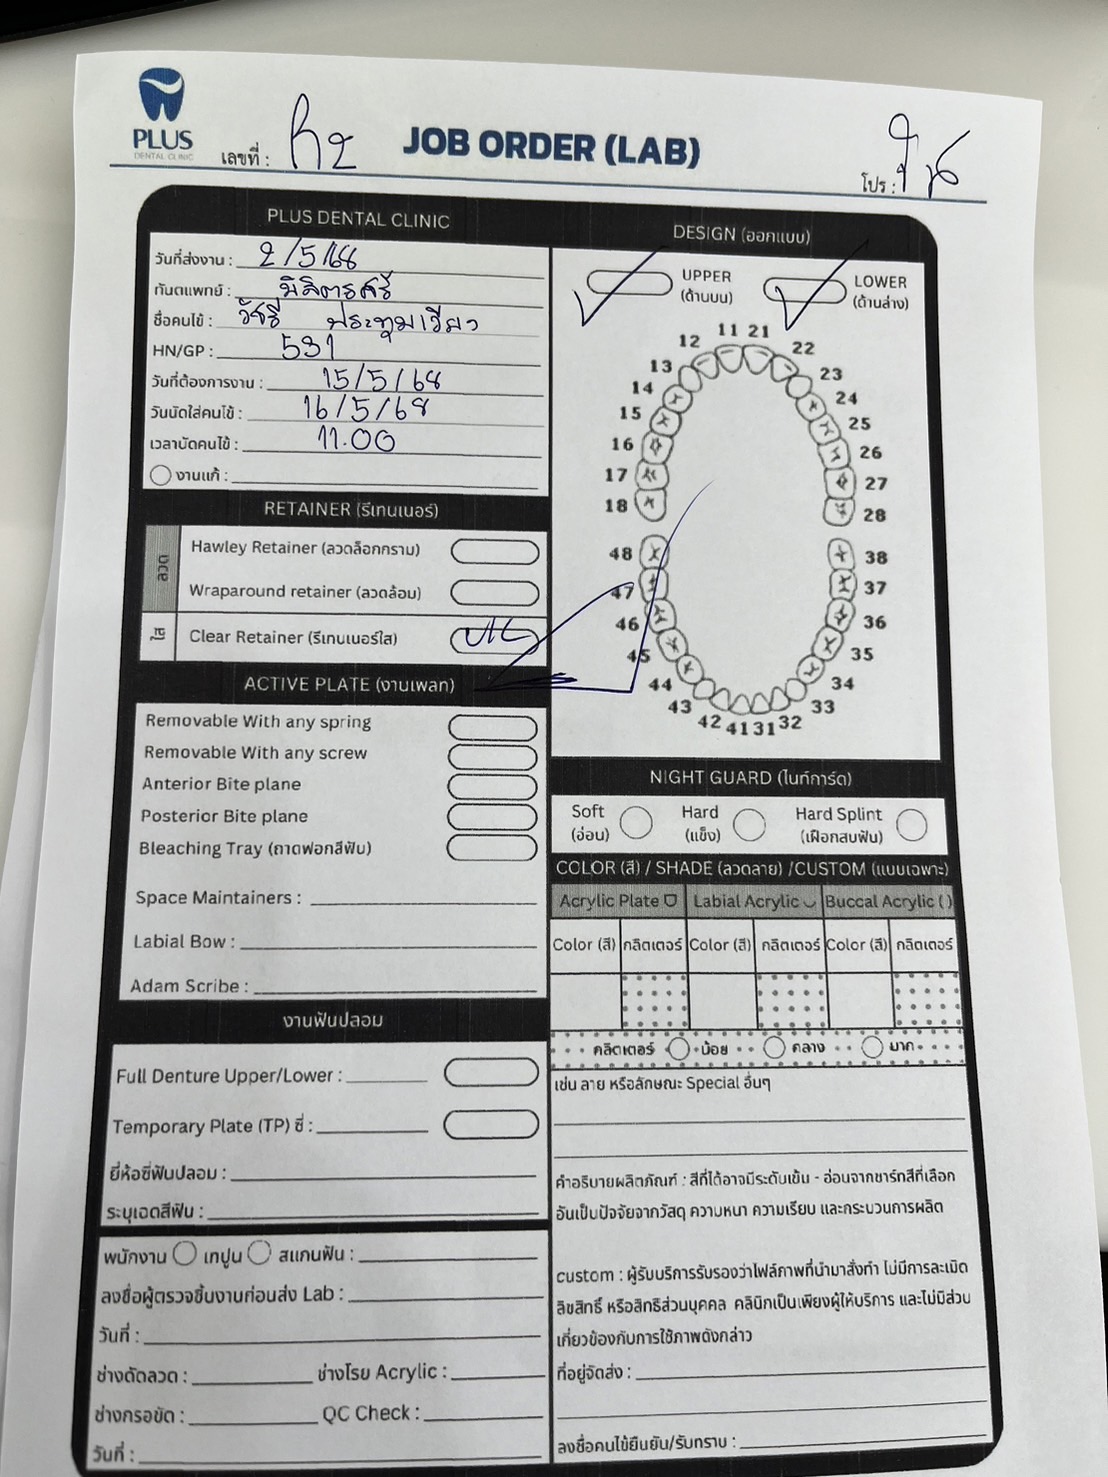 PLUS
DENTAL CLINIC
เลขที่ :
JOB ORDER (LAB)
โปร :
PLUS DENTAL CLINIC
วันที่ส่งงาน : 2/5/68
ทันตแพทย์ :
ชื่อคนไข้ : วัชรี ประทุมเวียง
HN/GP : 531
วันที่ต้องการงาน : 15/5/68
วันนัดใส่คนไข้ : 16/5/68
เวลานัดคนไข้ : 11.00
งานแก้ :
RETAINER (รีเทนเนอร์)
ลวด
Hawley Retainer (ลวดล็อกกราม)
Wraparound retainer (ลวดล้อม)
ใส
Clear Retainer (รีเทนเนอร์ใส) U/L
ACTIVE PLATE (งานเพลท)
Removable With any spring
Removable With any screw
Anterior Bite plane
Posterior Bite plane
Bleaching Tray (ถาดฟอกสีฟัน)
Space Maintainers :
Labial Bow :
Adam Scribe :
งานฟันปลอม
Full Denture Upper/Lower :
Temporary Plate (TP) ซี่ :
ยี่ห้อซี่ฟันปลอม :
ระบุเฉดสีฟัน :
พนักงาน เทปูน สแกนฟัน :
ลงชื่อผู้ตรวจชิ้นงานก่อนส่ง Lab :
วันที่ :
ช่างดัดลวด : ช่างโรย Acrylic :
ช่างกรอขัด : QC Check :
วันที่ :
DESIGN (ออกแบบ)
UPPER
(ด้านบน)
LOWER
(ด้านล่าง)
11 21
12 22
13 23
14 24
15 25
16 26
17 27
18 28
48 38
47 37
46 36
45 35
44 34
43 33
42 41 31 32
NIGHT GUARD (ไนท์การ์ด)
Soft
(อ่อน)
Hard
(แข็ง)
Hard Splint
(เฝือกสบฟัน)
COLOR (สี) / SHADE (ลวดลาย) /CUSTOM (แบบเฉพาะ)
Acrylic Plate Labial Acrylic Buccal Acrylic ( )
Color (สี) กลิตเตอร์ Color (สี) กลิตเตอร์ Color (สี) กลิตเตอร์
กลิตเตอร์ น้อย กลาง มาก
เช่น ลาย หรือลักษณะ Special อื่นๆ
คำอธิบายผลิตภัณฑ์ : สีที่ได้อาจมีระดับเข้ม - อ่อนจากชาร์ทสีที่เลือก
อันเป็นปัจจัยจากวัสดุ ความหนา ความเรียบ และกระบวนการผลิต
custom : ผู้รับบริการรับรองว่าไฟล์ภาพที่นำมาสั่งทำ ไม่มีการละเมิด
ลิขสิทธิ์ หรือสิทธิส่วนบุคคล คลินิกเป็นเพียงผู้ให้บริการ และไม่มีส่วน
เกี่ยวข้องกับการใช้ภาพดังกล่าว
ที่อยู่จัดส่ง :
ลงชื่อคนไข้ยืนยัน/รับทราบ :